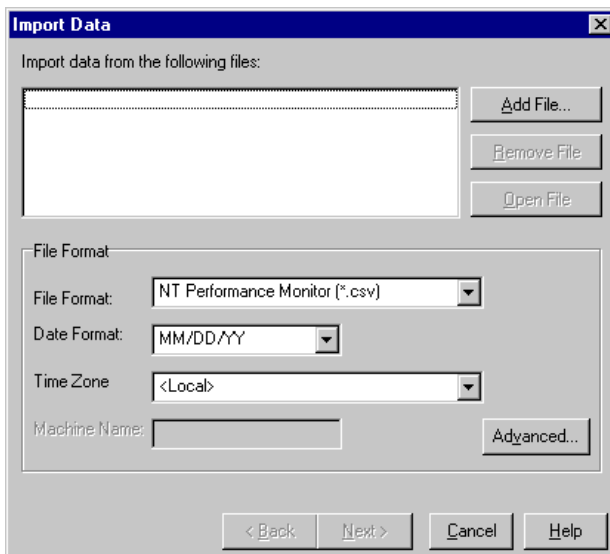 Import Data
Import data from the following files:
Add File...
Remove File
Open File
File Format
File Format: NT Performance Monitor (*.csv)
Date Format: MM/DD/YY
Time Zone <Local>
Machine Name:
Advanced...
< Back Next > Cancel Help